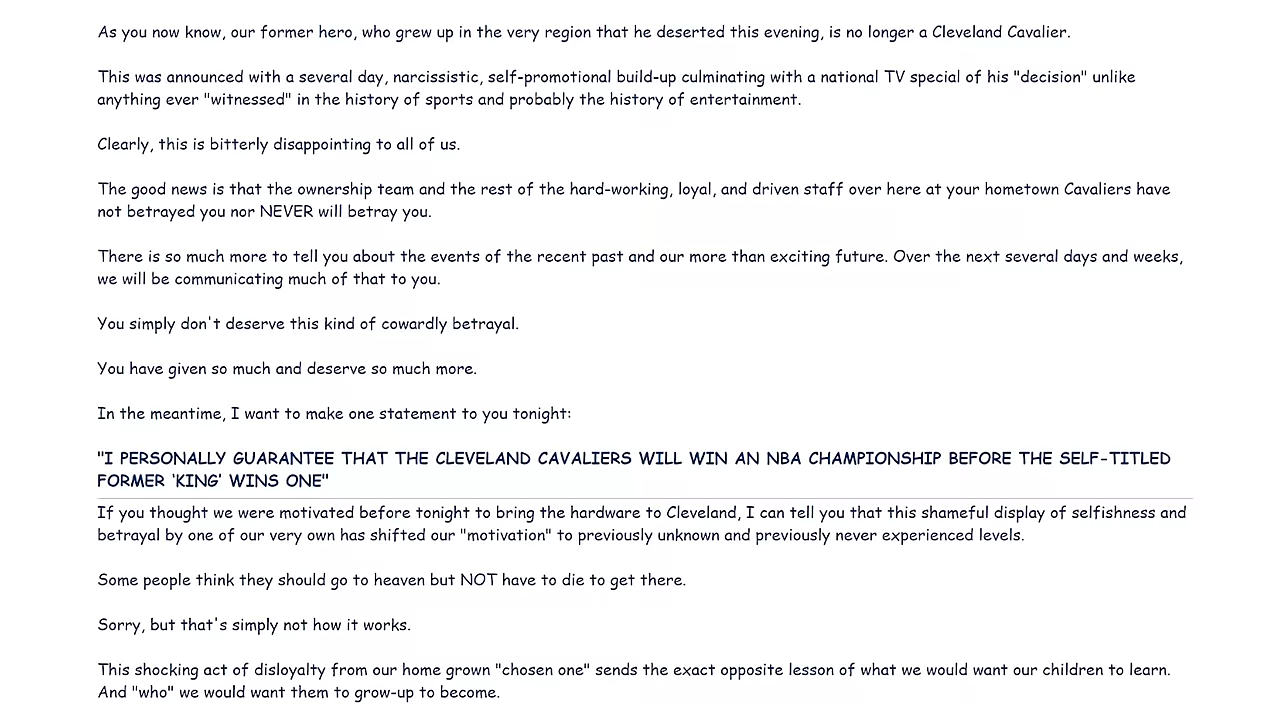 As you now know, our former hero, who grew up in the very region that he deserted this evening, is no longer a Cleveland Cavalier.
This was announced with a several day, narcissistic, self-promotional build-up culminating with a national TV special of his "decision" unlike
anything ever "witnessed" in the history of sports and probably the history of entertainment.
Clearly, this is bitterly disappointing to all of us.
The good news is that the ownership team and the rest of the hard-working, loyal, and driven staff over here at your hometown Cavaliers have
not betrayed you nor NEVER will betray you.
There is so much more to tell you about the events of the recent past and our more than exciting future. Over the next several days and weeks,
we will be communicating much of that to you.
You simply don't deserve this kind of cowardly betrayal.
You have given so much and deserve so much more.
In the meantime, I want to make one statement to you tonight:
"I PERSONALLY GUARANTEE THAT THE CLEVELAND CAVALIERS WILL WIN AN NBA CHAMPIONSHIP BEFORE THE SELF-TITLED
FORMER ‘KING’ WINS ONE"
If you thought we were motivated before tonight to bring the hardware to Cleveland, I can tell you that this shameful display of selfishness and
betrayal by one of our very own has shifted our "motivation" to previously unknown and previously never experienced levels.
Some people think they should go to heaven but NOT have to die to get there.
Sorry, but that's simply not how it works.
This shocking act of disloyalty from our home grown "chosen one" sends the exact opposite lesson of what we would want our children to learn.
And "who" we would want them to grow-up to become.